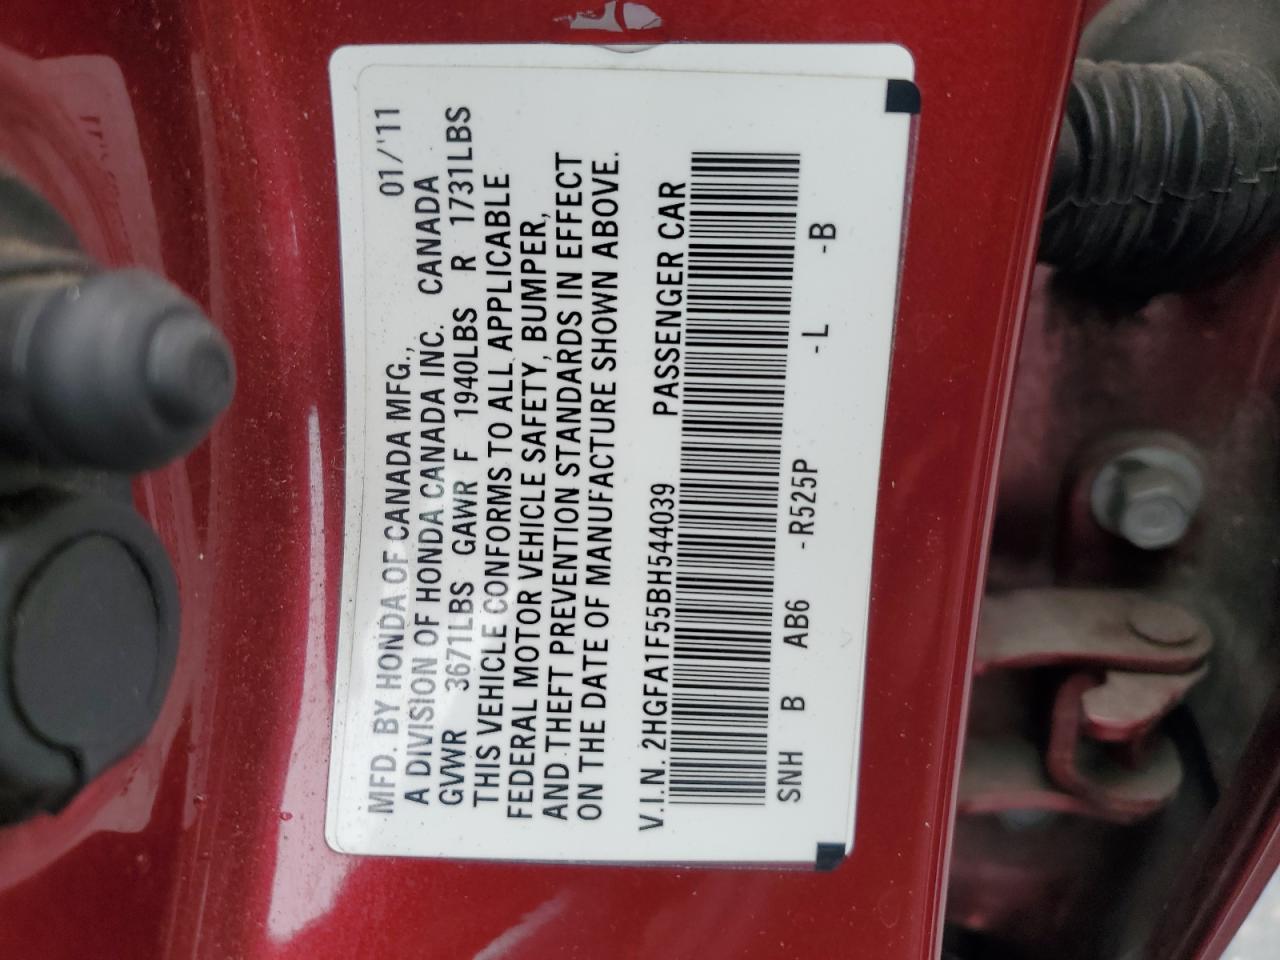 MFD. BY HONDA OF CANADA MFG., 01/'11
A DIVISION OF HONDA CANADA INC. CANADA
GVWR 3671LBS GAWR F 1940LBS R 1731LBS
THIS VEHICLE CONFORMS TO ALL APPLICABLE
FEDERAL MOTOR VEHICLE SAFETY, BUMPER,
AND THEFT PREVENTION STANDARDS IN EFFECT
ON THE DATE OF MANUFACTURE SHOWN ABOVE.
V.I.N. 2HGFA1F55BH544039 PASSENGER CAR
SNH B AB6 -R525P -L -B